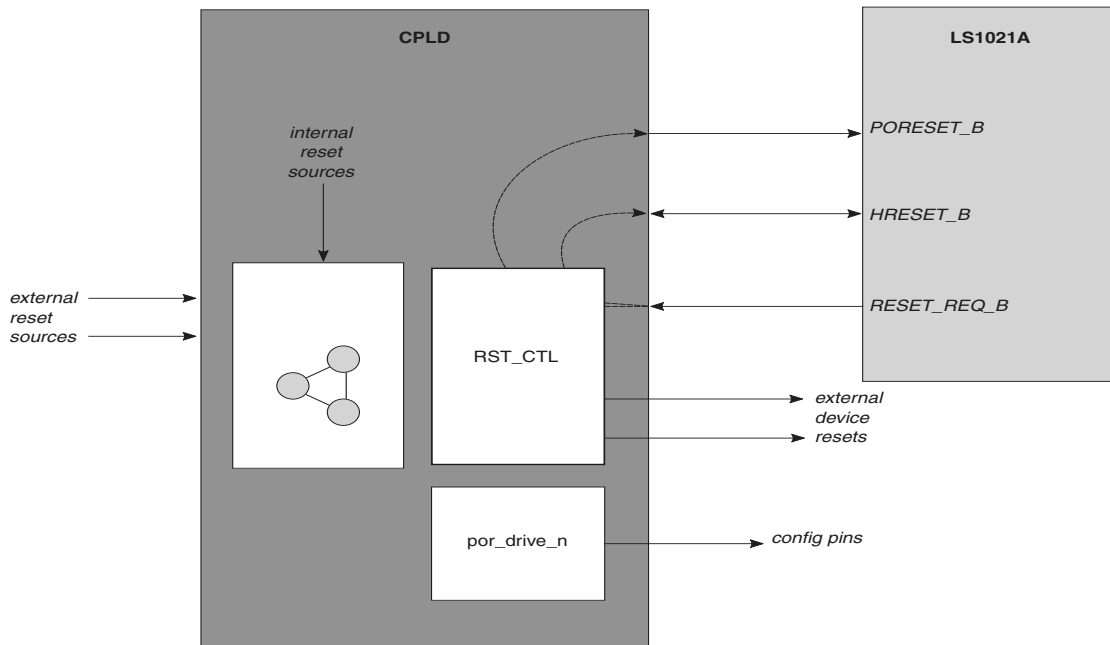 CPLD
LS1021A
internal
reset
sources
PORESET_B
HRESET_B
external
reset
sources
RESET_REQ_B
RST_CTL
external
device
resets
por_drive_n
config pins